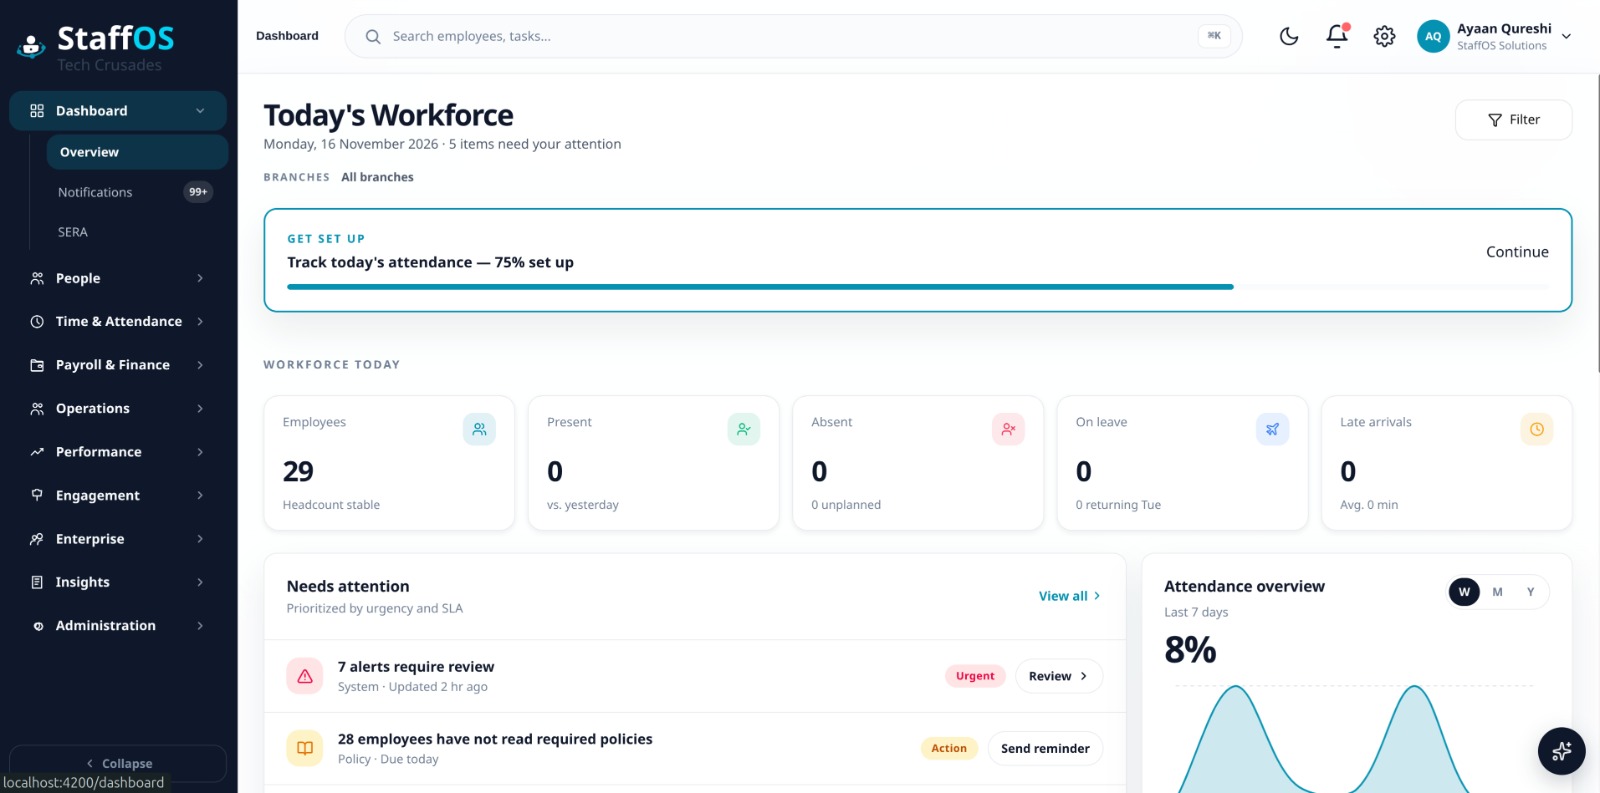 StaffOS
Tech Crusades
Dashboard
Overview
Notifications 99+
SERA
People
Time & Attendance
Payroll & Finance
Operations
Performance
Engagement
Enterprise
Insights
Administration
Collapse
localhost:4200/dashboard
Dashboard
Search employees, tasks...
⌘K
AQ
Ayaan Qureshi
StaffOS Solutions
Today's Workforce
Monday, 16 November 2026 · 5 items need your attention
Filter
BRANCHES All branches
GET SET UP
Track today's attendance — 75% set up
Continue
WORKFORCE TODAY
Employees
29
Headcount stable
Present
0
vs. yesterday
Absent
0
0 unplanned
On leave
0
0 returning Tue
Late arrivals
0
Avg. 0 min
Needs attention
Prioritized by urgency and SLA
View all
7 alerts require review
System · Updated 2 hr ago
Urgent
Review
28 employees have not read required policies
Policy · Due today
Action
Send reminder
Attendance overview
Last 7 days
W M Y
8%